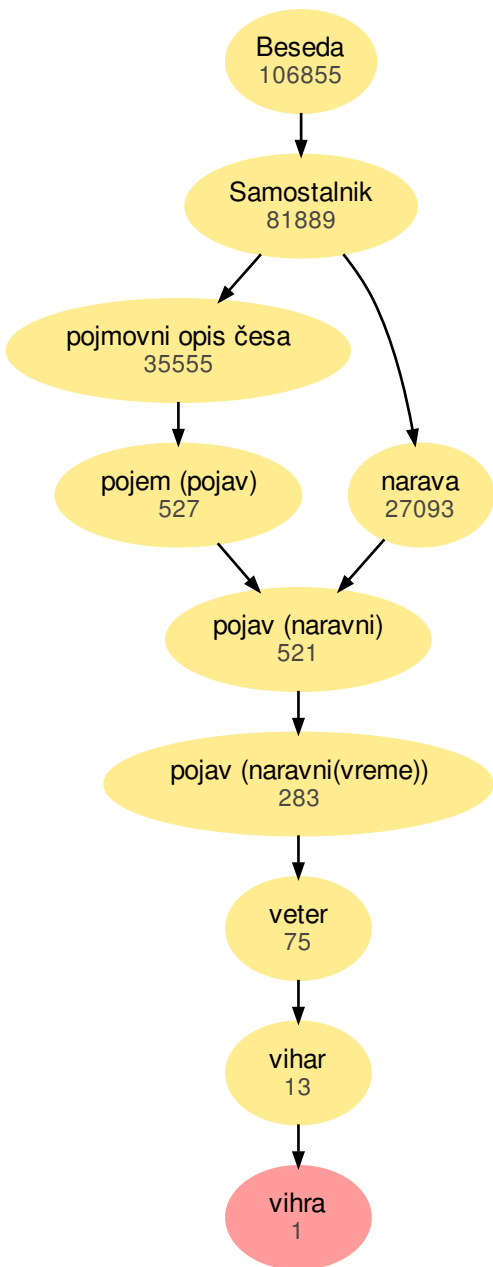 Beseda
106855
Samostalnik
81889
pojmovni opis česa
35555
pojem (pojav)
527
narava
27093
pojav (naravni)
521
pojav (naravni(vreme))
283
veter
75
vihar
13
vihra
1